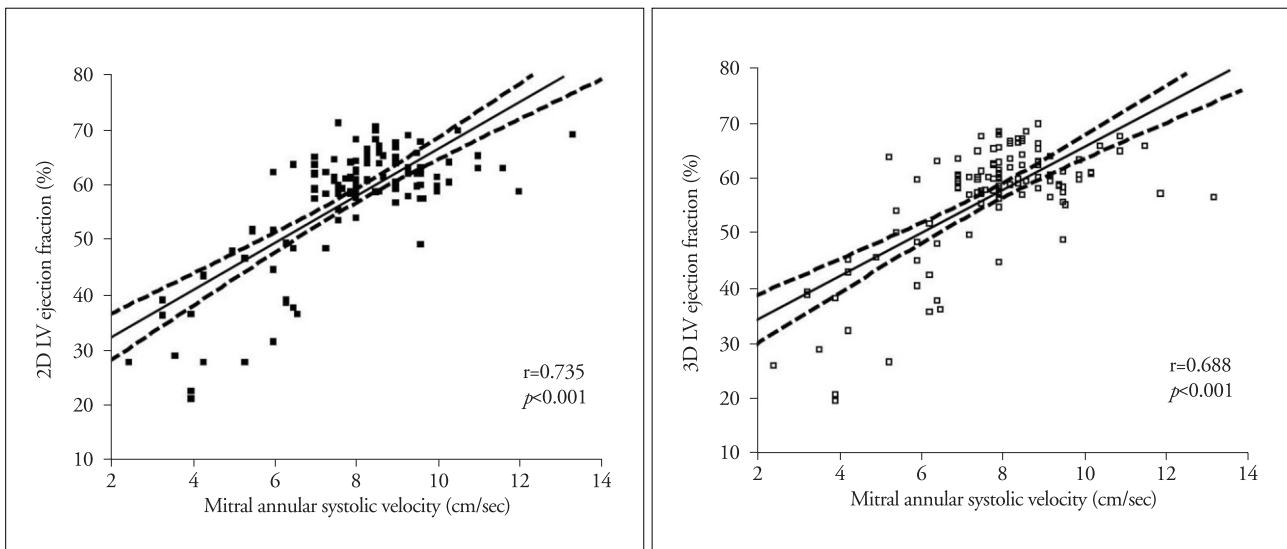 2D LV ejection fraction (%)
80
70
60
50
40
30
20
10
r=0.735
p<0.001
2 4 6 8 10 12 14
Mitral annular systolic velocity (cm/sec)
3D LV ejection fraction (%)
80
70
60
50
40
30
20
10
r=0.688
p<0.001
2 4 6 8 10 12 14
Mitral annular systolic velocity (cm/sec)